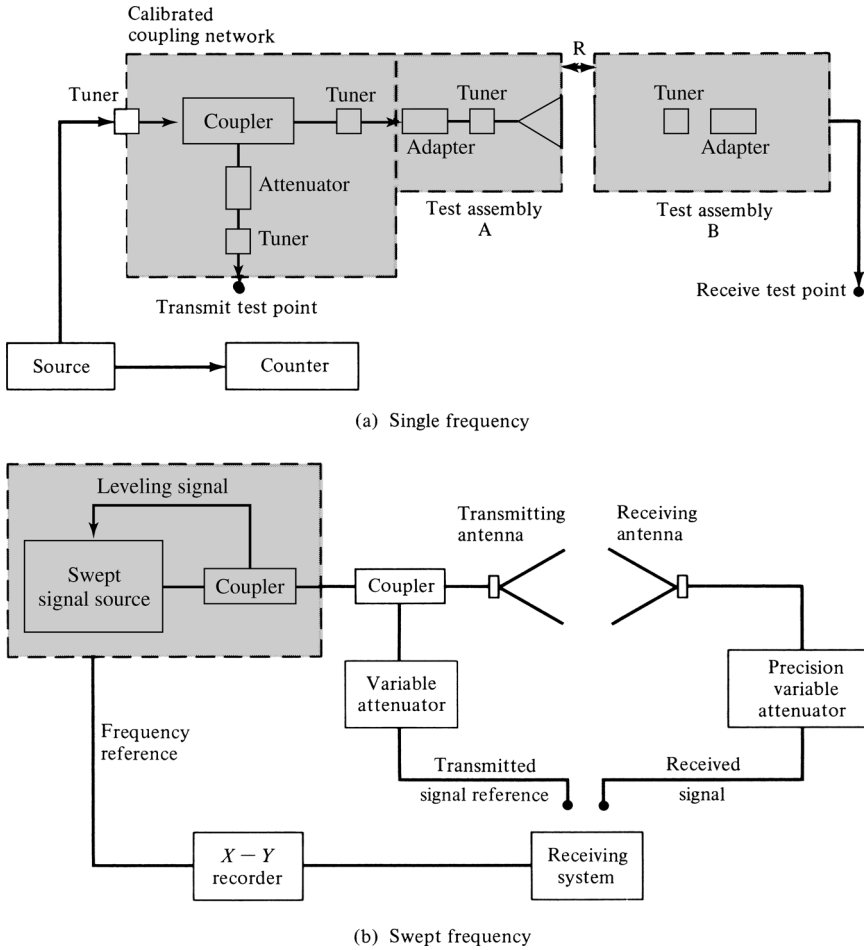 Calibrated
coupling network
R
Tuner
Coupler
Tuner
Tuner
Adapter
Tuner
Adapter
Attenuator
Tuner
Test assembly
A
Test assembly
B
Transmit test point
Receive test point
Source
Counter
(a) Single frequency
Leveling signal
Swept
signal source
Coupler
Coupler
Transmitting
antenna
Receiving
antenna
Variable
attenuator
Precision
variable
attenuator
Frequency
reference
Transmitted
signal reference
Received
signal
X – Y
recorder
Receiving
system
(b) Swept frequency